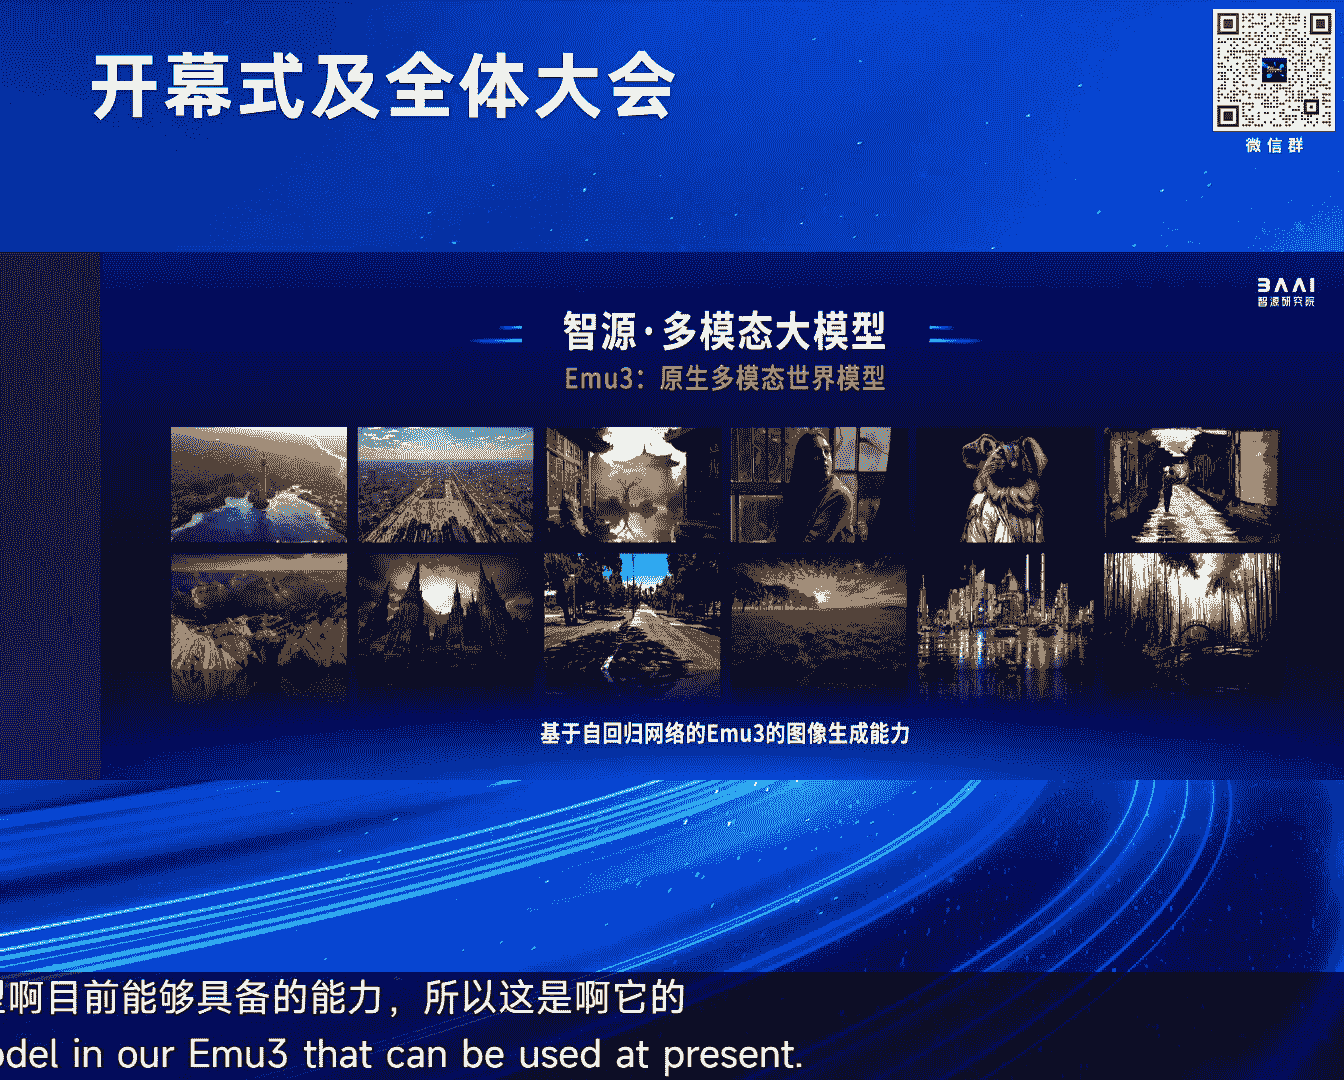 开幕式及全体大会
微信群
BAAI
智源研究院
智源·多模态大模型
Emu3：原生多模态世界模型
基于自回归网络的Emu3的图像生成能力
啊目前能够具备的能力，所以这是啊它的
in our Emu3 that can be used at present.